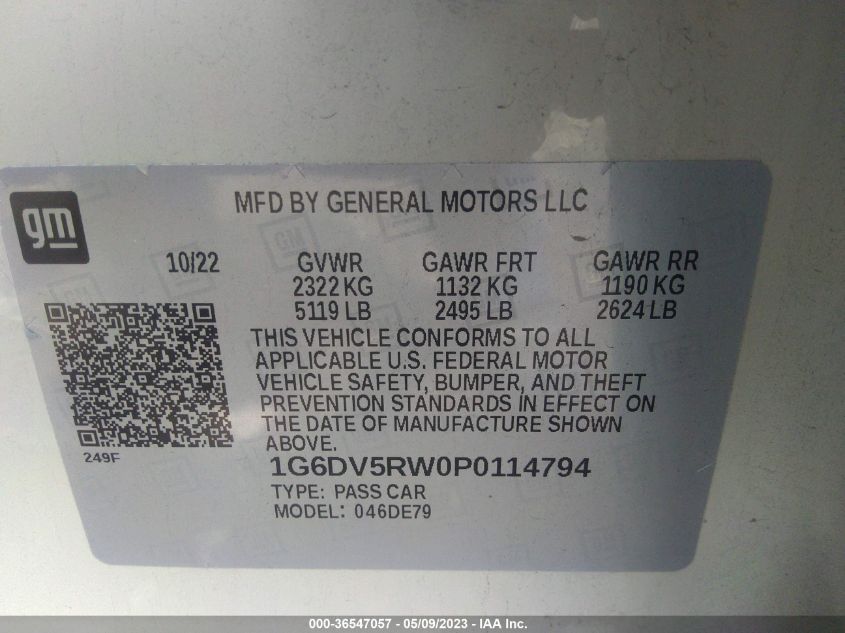 MFD BY GENERAL MOTORS LLC
gm
10/22 GVWR GAWR FRT GAWR RR
2322 KG 1132 KG 1190 KG
5119 LB 2495 LB 2624 LB
THIS VEHICLE CONFORMS TO ALL
APPLICABLE U.S. FEDERAL MOTOR
VEHICLE SAFETY, BUMPER, AND THEFT
PREVENTION STANDARDS IN EFFECT ON
THE DATE OF MANUFACTURE SHOWN
ABOVE.
249F
1G6DV5RW0P0114794
TYPE: PASS CAR
MODEL: 046DE79
000-36547057 - 05/09/2023 - IAA Inc.